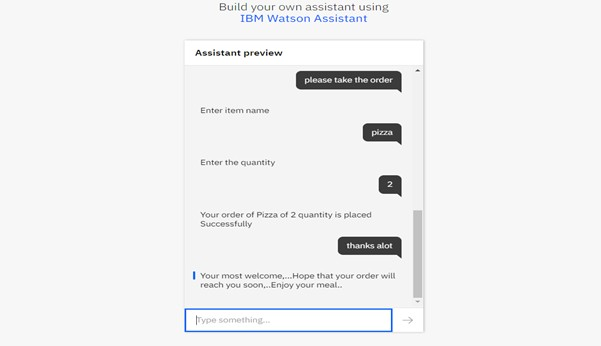 Build your own assistant using
IBM Watson Assistant
Assistant preview
please take the order
Enter item name
pizza
Enter the quantity
2
Your order of Pizza of 2 quantity is placed
Successfully
thanks alot
Your most welcome,...Hope that your order will
reach you soon,..Enjoy your meal..
Type something...